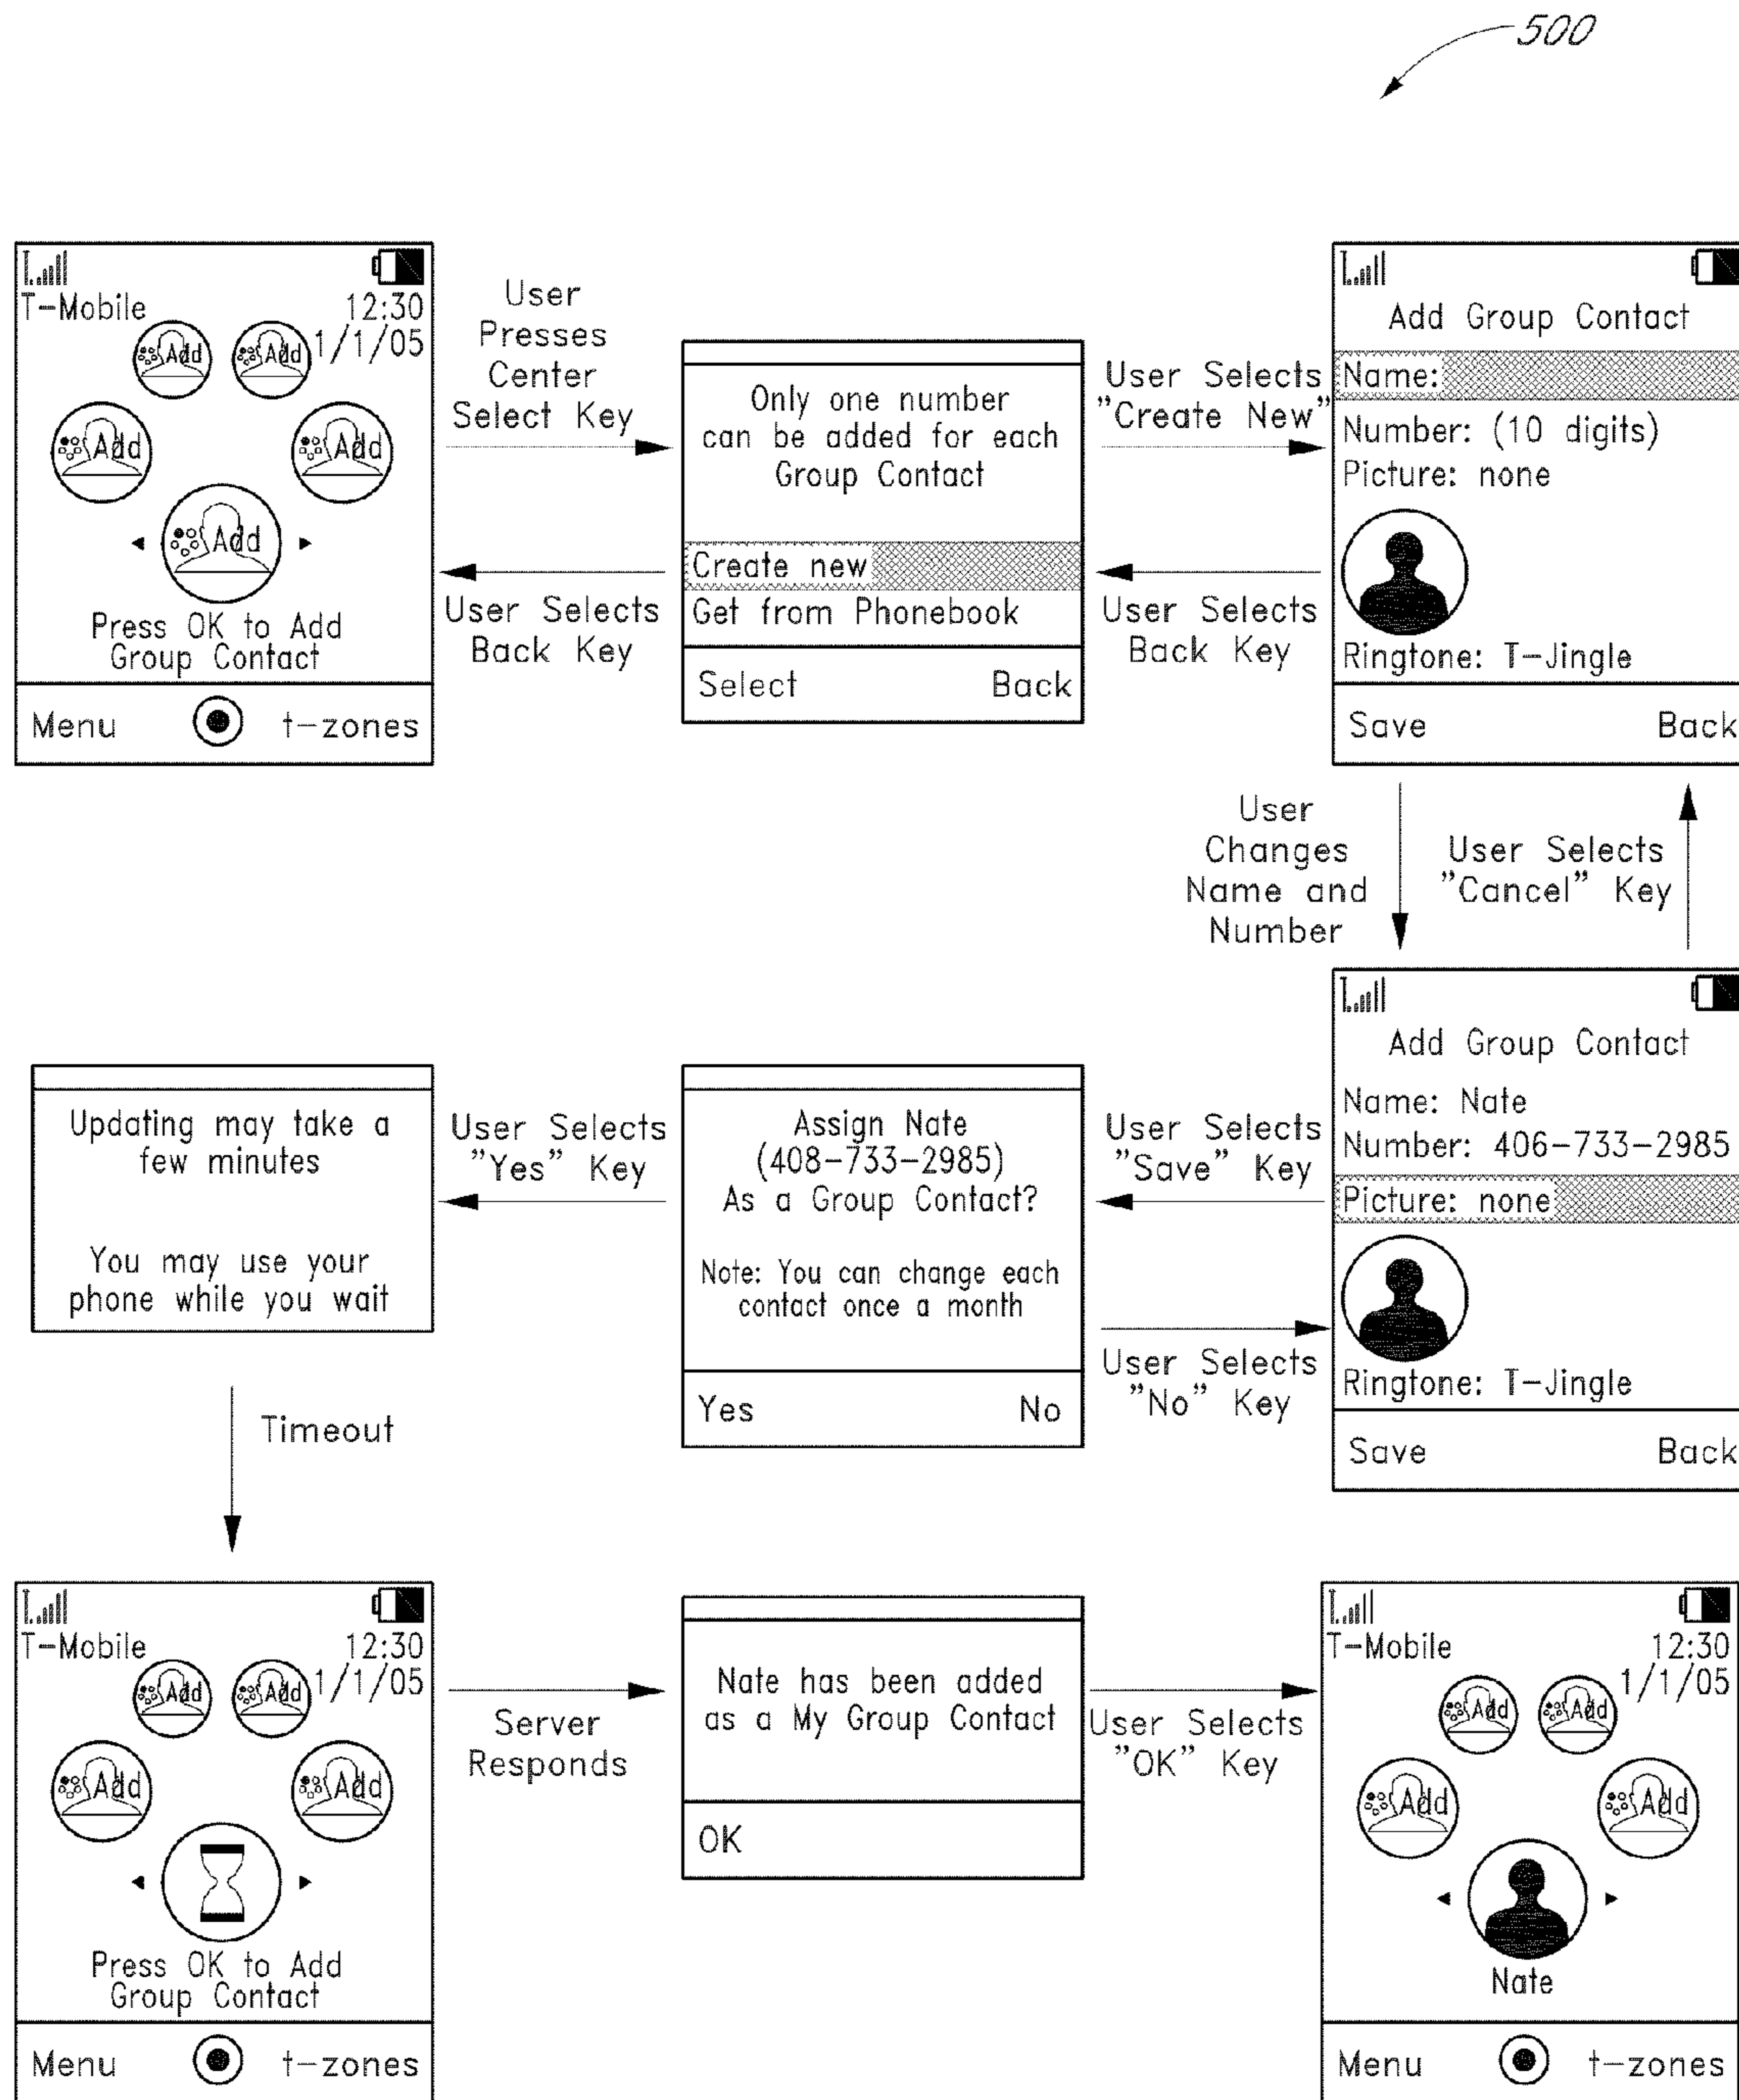 500
T-Mobile 12:30
1/1/05
Add Add
Add Add
Add
Press OK to Add
Group Contact
Menu t-zones
User
Presses
Center
Select Key
User Selects
Back Key
Only one number
can be added for each
Group Contact
Create new
Get from Phonebook
Select Back
User Selects
"Create New"
User Selects
Back Key
Add Group Contact
Name:
Number: (10 digits)
Picture: none
Ringtone: T-Jingle
Save Back
User
Changes
Name and
Number
User Selects
"Cancel" Key
Add Group Contact
Name: Nate
Number: 406-733-2985
Picture: none
Ringtone: T-Jingle
Save Back
User Selects
"Save" Key
User Selects
"No" Key
Assign Nate
(408-733-2985)
As a Group Contact?
Note: You can change each
contact once a month
Yes No
User Selects
"Yes" Key
Updating may take a
few minutes
You may use your
phone while you wait
Timeout
T-Mobile 12:30
1/1/05
Add Add
Add Add
Press OK to Add
Group Contact
Menu t-zones
Server
Responds
Nate has been added
as a My Group Contact
OK
User Selects
"OK" Key
T-Mobile 12:30
1/1/05
Add Add
Add Add
Nate
Menu t-zones